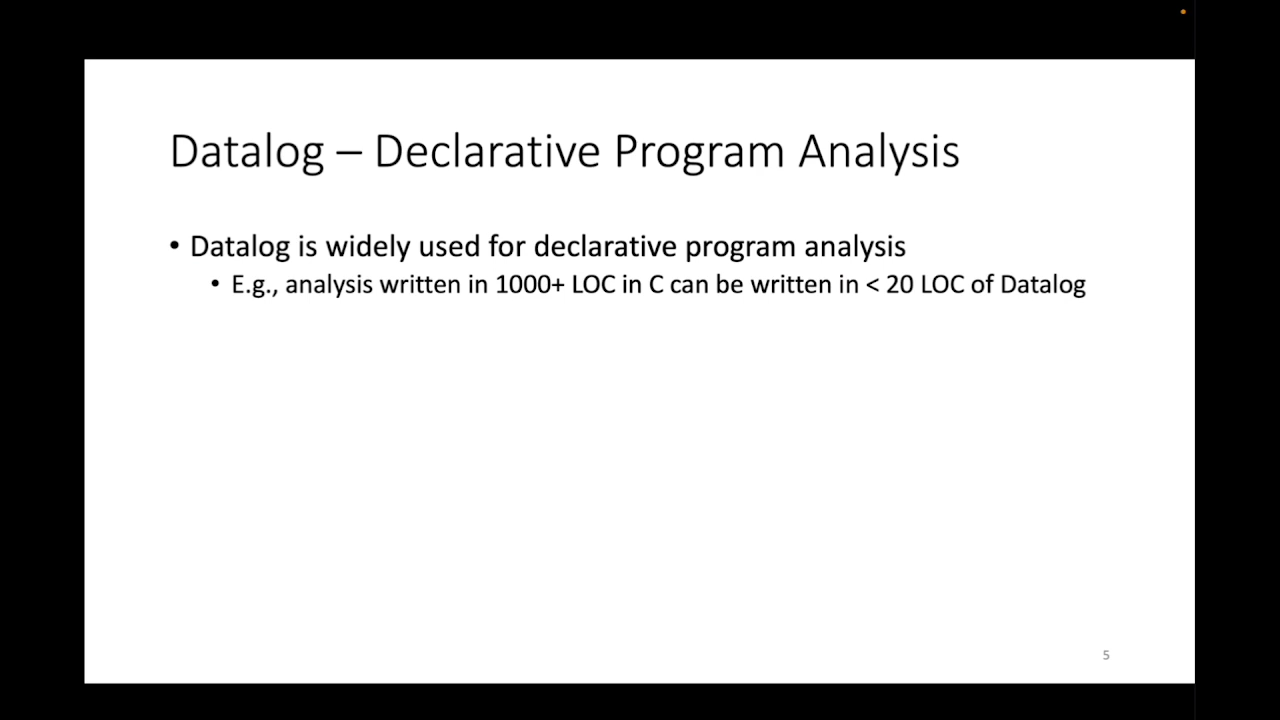 Datalog – Declarative Program Analysis
• Datalog is widely used for declarative program analysis
• E.g., analysis written in 1000+ LOC in C can be written in < 20 LOC of Datalog
5